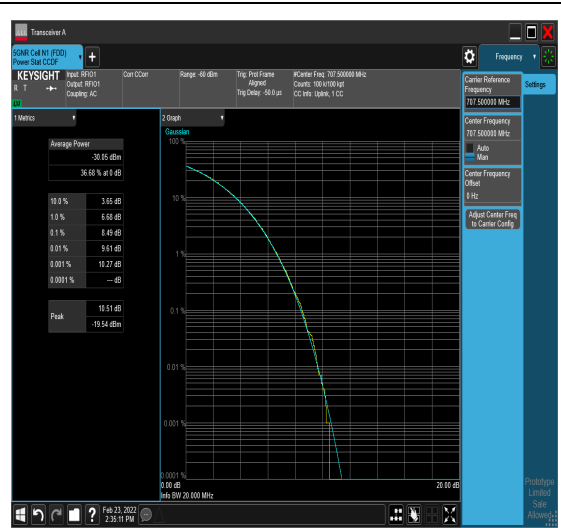 Transceiver A
5GNR Cell N1 (FDD)
Power Stat CCDF
Frequency
KEYSIGHT
R T
Input: RFIO1
Output: RFIO1
Coupling: AC
Corr CCorr
Range: -60 dBm
Trig: Prdl Frame
Aligned
Trig Delay: -50.0 µs
#Center Freq: 707.500000 MHz
Counts: 100 k/100 kpt
CC Info: Uplink, 1 CC
Carrier Reference
Frequency
707.500000 MHz
Settings
Center Frequency
707.500000 MHz
Auto
Man
Center Frequency
Offset
0 Hz
Adjust Center Freq
to Carrier Config
1 Metrics
Average Power
-30.05 dBm
36.68 % at 0 dB
10.0 % 3.65 dB
1.0 % 6.68 dB
0.1 % 8.49 dB
0.01 % 9.61 dB
0.001 % 10.27 dB
0.0001 % --- dB
Peak
10.51 dB
-19.54 dBm
2 Graph
Gaussian
100 %
10 %
1 %
0.1 %
0.01 %
0.001 %
0.0001 %
0.00 dB
20.00 dB
Info BW 20.000 MHz
Feb 23, 2022
2:35:11 PM
?
Prototype
Limited
Sale
Allowed